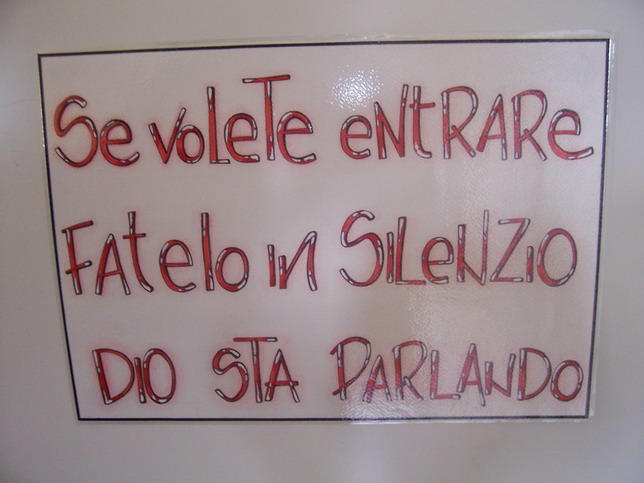 Se voLeTe eNtRARe
FAtelo in SiLeNZio
DIO STA PARLANDO